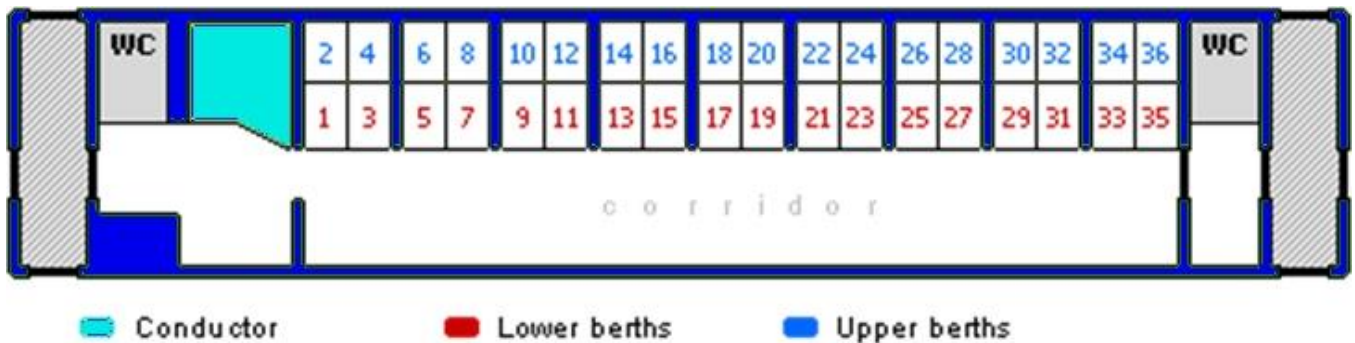 WC 2 4 6 8 10 12 14 16 18 20 22 24 26 28 30 32 34 36 WC
1 3 5 7 9 11 13 15 17 19 21 23 25 27 29 31 33 35
corridor
Conductor Lower berths Upper berths